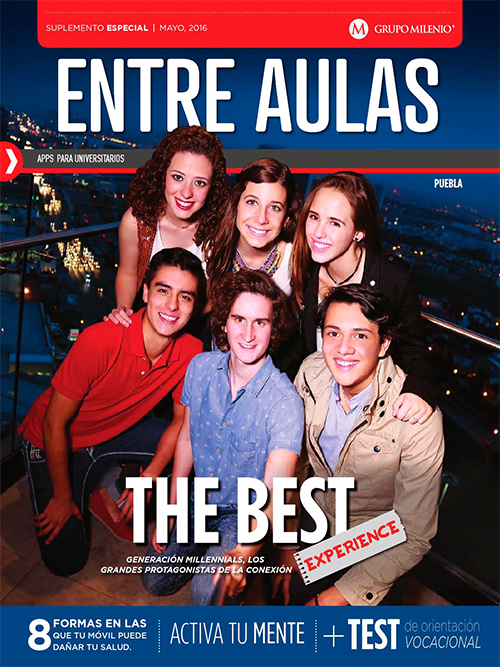 SUPLEMENTO ESPECIAL | MAYO, 2016
M GRUPO MILENIO®
ENTRE AULAS
APPS PARA UNIVERSITARIOS
PUEBLA
THE BEST
EXPERIENCE
GENERACIÓN MILLENNIALS, LOS
GRANDES PROTAGONISTAS DE LA CONEXIÓN
8 FORMAS EN LAS
QUE TU MÓVIL PUEDE
DAÑAR TU SALUD.
ACTIVA TU MENTE
+ TEST de orientación
VOCACIONAL